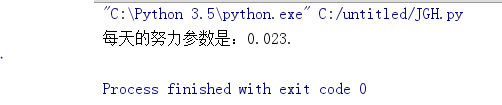 "C:\Python 3.5\python.exe" C:/untitled/JGH.py
每天的努力参数是：0.023.
Process finished with exit code 0